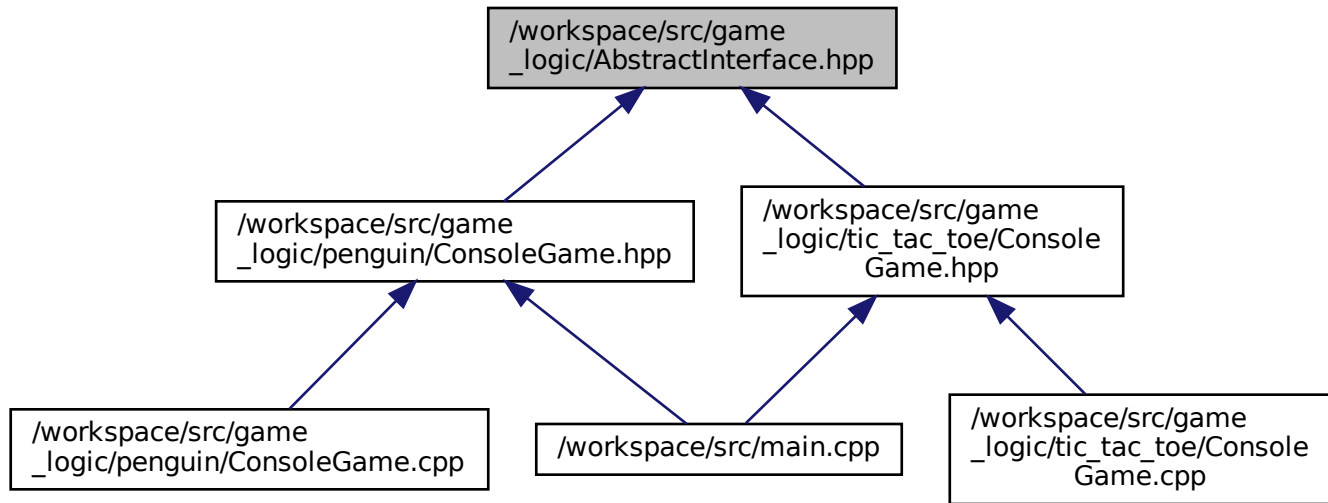 /workspace/src/game
_logic/AbstractInterface.hpp
/workspace/src/game
_logic/penguin/ConsoleGame.hpp
/workspace/src/game
_logic/tic_tac_toe/Console
Game.hpp
/workspace/src/game
_logic/penguin/ConsoleGame.cpp
/workspace/src/main.cpp
/workspace/src/game
_logic/tic_tac_toe/Console
Game.cpp